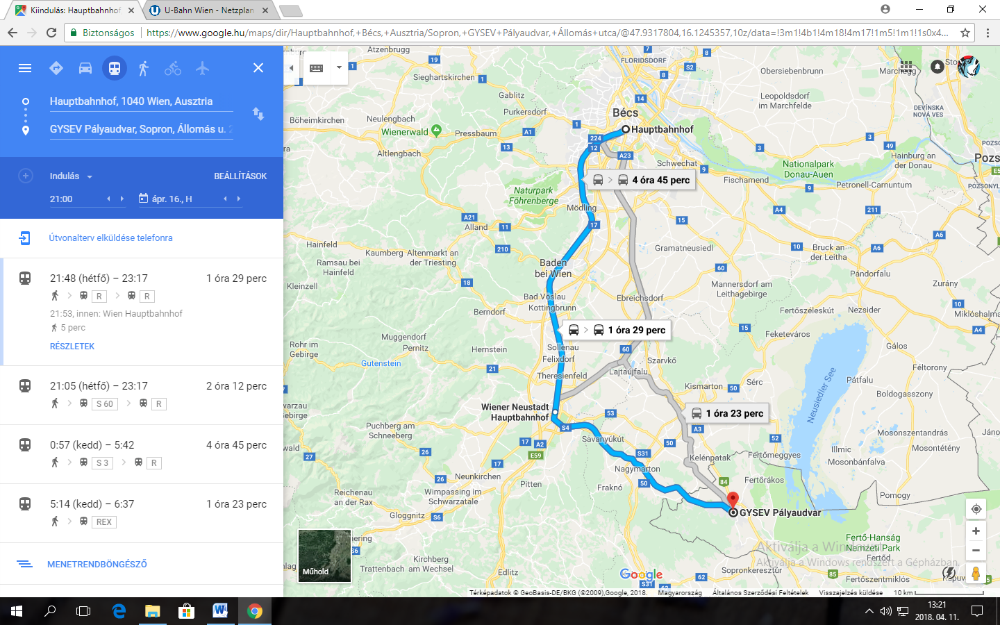 Kiindulás: Hauptbahnhof
U-Bahn Wien - Netzplan
Biztonságos
https://www.google.hu/maps/dir/Hauptbahnhof,+Bécs,+Ausztria/Sopron,+GYSEV+Pályaudvar,+Állomás+utca/@47.9317804,16.1245357,10z/data=!3m1!4b1!4m18!4m17!1m5!1m1!1s0x4...
Hauptbahnhof, 1040 Wien, Ausztria
GYSEV Pályaudvar, Sopron, Állomás u. 2
Indulás
BEÁLLÍTÁSOK
21:00
ápr. 16., H
Útvonalterv elküldése telefonra
21:48 (hétfő) – 23:17 1 óra 29 perc
R R
21:53, innen: Wien Hauptbahnhof
5 perc
RÉSZLETEK
21:05 (hétfő) – 23:17 2 óra 12 perc
S 60 R
0:57 (kedd) – 5:42 4 óra 45 perc
S 3 R
5:14 (kedd) – 6:37 1 óra 23 perc
REX
MENETRENDBÖNGÉSZŐ
Atzenbrugg
Sieghartskirchen
FLORIDSDORF
Obersiebenbrunn
Gablitz
Purkersdorf
Leopoldsdorf
im Marchfelde
DEVÍNSKA
NOVÁ VES
Böheimkirchen
Neulengbach
Wienerwald
Pressbaum
Bécs
Hauptbahnhof
Altlengbach
Schwechat
Hainburg an
der Donau
Nationalpark
Donau-Auen
Fischamend
Petronell-Carnuntum
4 óra 45 perc
Naturpark
Föhrenberge
Mödling
Alland
Hainfeld
Kaumberg
Altenmarkt an
der Triesting
Gramatneusiedl
Bruck an
der Leitha
Ramsau bei
Hainfeld
Baden
bei Wien
Pándorfalu
Kleinzell
Mannersdorf am
Leithagebirge
Zurány
Bad Vöslau
Kottingbrunn
Ebreichsdorf
Berndorf
Fertőszéleskút
Nezsider
Miklóshalma
1 óra 29 perc
Muggendorf
Pernitz
Rohr im
Gebirge
Hernstein
Sollenau
Felixdorf
Feketeváros
Gálos
Gutenstein
Szarvkő
Lajtaújfalu
Theresienfeld
Féltorony
Pátfalu
Kismarton
Sérc
Boldogasszony
Neusiedler See
Wiener Neustadt
Hauptbahnhof
1 óra 23 perc
Puchberg am
Schneeberg
Savanyúkút
Mosonszentandrás
Illmic
Mosonbánfalva
Mosontétény
Kelénpatak
Fertőmeggyes
Nagymarton
Neunkirchen
Pitten
Fraknó
Fertőrákos
Reichenau
an der Rax
Wimpassing im
Schwarzatale
Pomogy
Gloggnitz
GYSEV Pályaudvar
Fertő-Hanság
Nemzeti Park
Fertőd
Kirchberg
am Wechsel
Trattenbach
Edlitz
Sopronkeresztúr
Fertőszentmiklós
Műhold
Google
Aktiválja a Windows rendszert a Gépházban.
Térképadatok © GeoBasis-DE/BKG (©2009),Google, 2018. Magyarország Általános Szerződési Feltételek Visszajelzés küldése 10 km
13:21
2018. 04. 11.